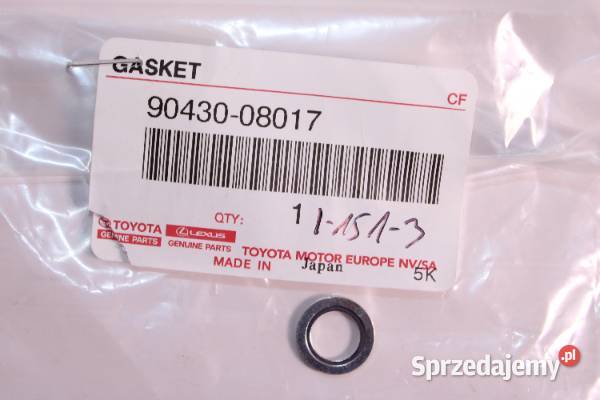 GASKET
CF
90430-08017
QTY: 1 1-151-3
TOYOTA LEXUS
GENUINE PARTS GENUINE PARTS
TOYOTA MOTOR EUROPE NV/SA
MADE IN Japan 5K
Sprzedajemy.pl